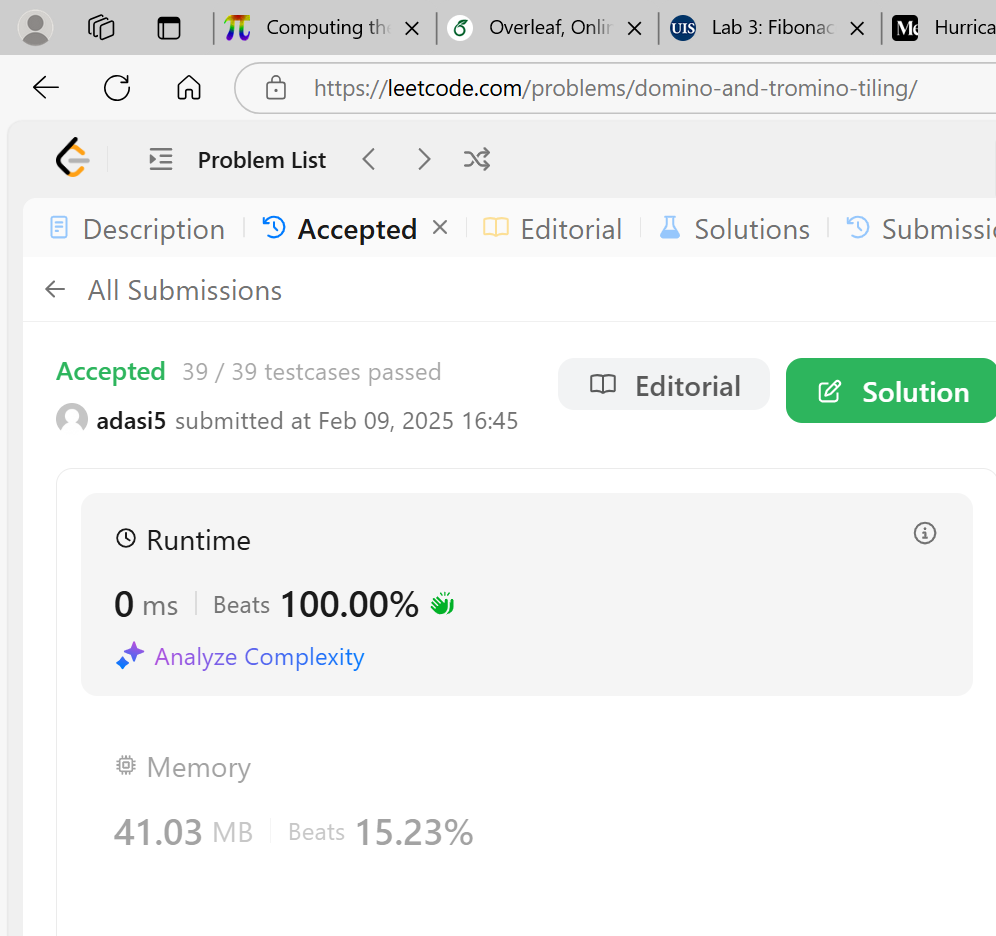 Computing the Overleaf, Onlin UIS Lab 3: Fibonac Me Hurrica
https://leetcode.com/problems/domino-and-tromino-tiling/
Problem List
Description Accepted Editorial Solutions Submissio
All Submissions
Accepted 39 / 39 testcases passed
Editorial Solution
adasi5 submitted at Feb 09, 2025 16:45
Runtime
0 ms Beats 100.00%
Analyze Complexity
Memory
41.03 MB Beats 15.23%